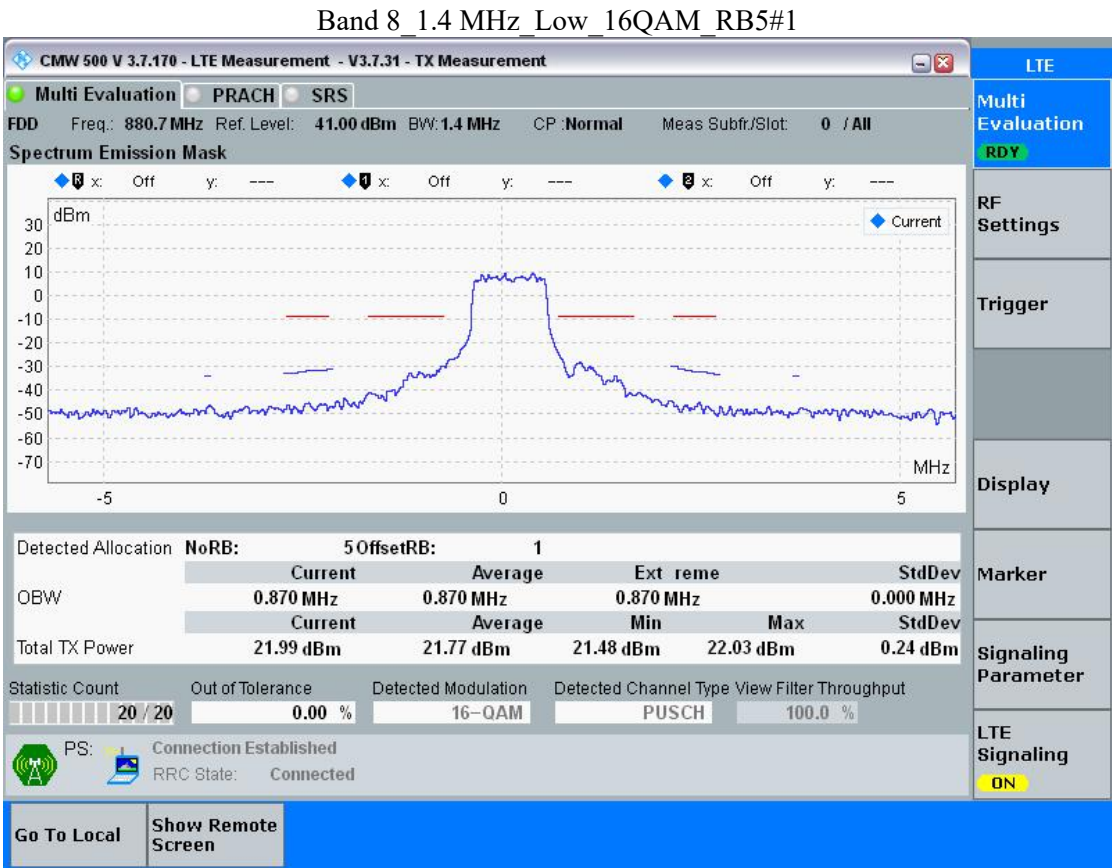 Band 8_1.4 MHz_Low_16QAM_RB5#1
CMW 500 V 3.7.170 - LTE Measurement - V3.7.31 - TX Measurement
LTE
Multi Evaluation PRACH SRS
Multi Evaluation
RDY
FDD Freq.: 880.7 MHz Ref. Level: 41.00 dBm BW: 1.4 MHz CP :Normal Meas Subfr./Slot: 0 / All
Spectrum Emission Mask
R x: Off y: --- 1 x: Off y: --- 2 x: Off y: ---
dBm
Current
30
20
10
0
-10
-20
-30
-40
-50
-60
-70
MHz
-5 0 5
RF
Settings
Trigger
Display
Marker
Signaling
Parameter
LTE
Signaling
ON
Detected Allocation NoRB: 5 OffsetRB: 1
Current Average Ext reme StdDev
OBW 0.870 MHz 0.870 MHz 0.870 MHz 0.000 MHz
Current Average Min Max StdDev
Total TX Power 21.99 dBm 21.77 dBm 21.48 dBm 22.03 dBm 0.24 dBm
Statistic Count Out of Tolerance Detected Modulation Detected Channel Type View Filter Throughput
20 / 20 0.00 % 16-QAM PUSCH 100.0 %
PS: Connection Established
RRC State: Connected
Go To Local
Show Remote
Screen